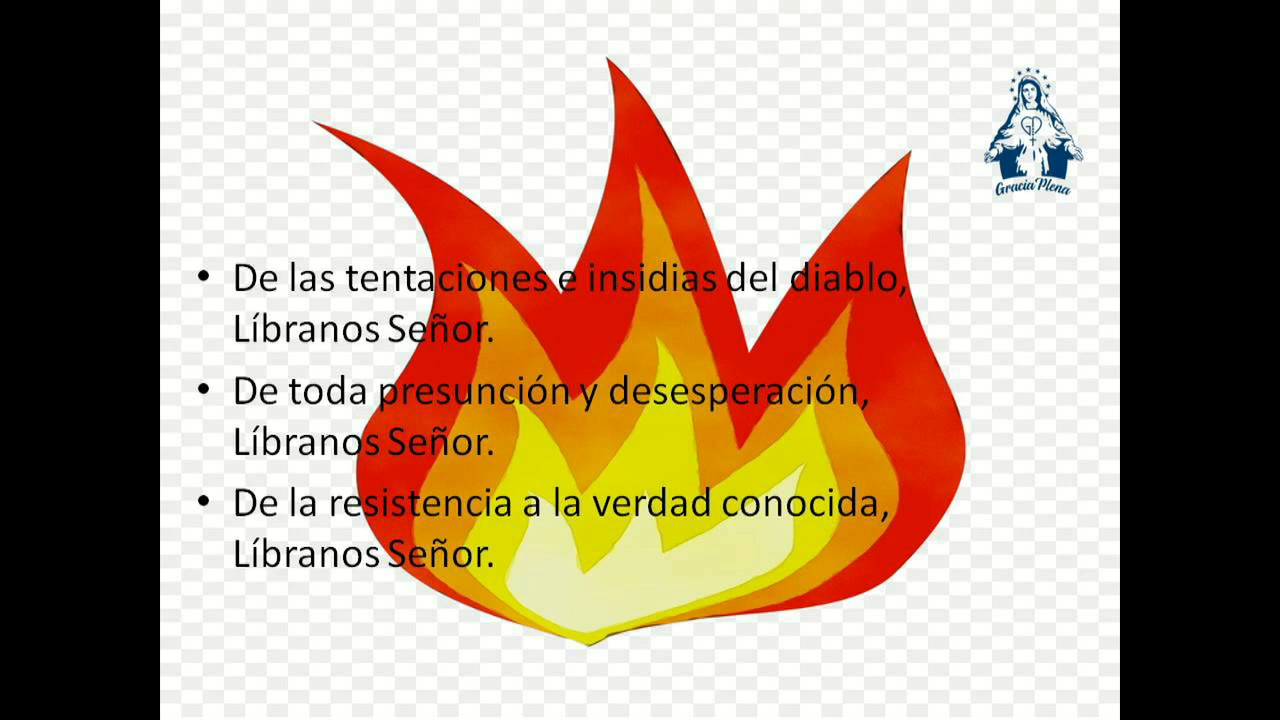 Gracia Plena
• De las tentaciones e insidias del diablo,
Líbranos Señor.
• De toda presunción y desesperación,
Líbranos Señor.
• De la resistencia a la verdad conocida,
Líbranos Señor.